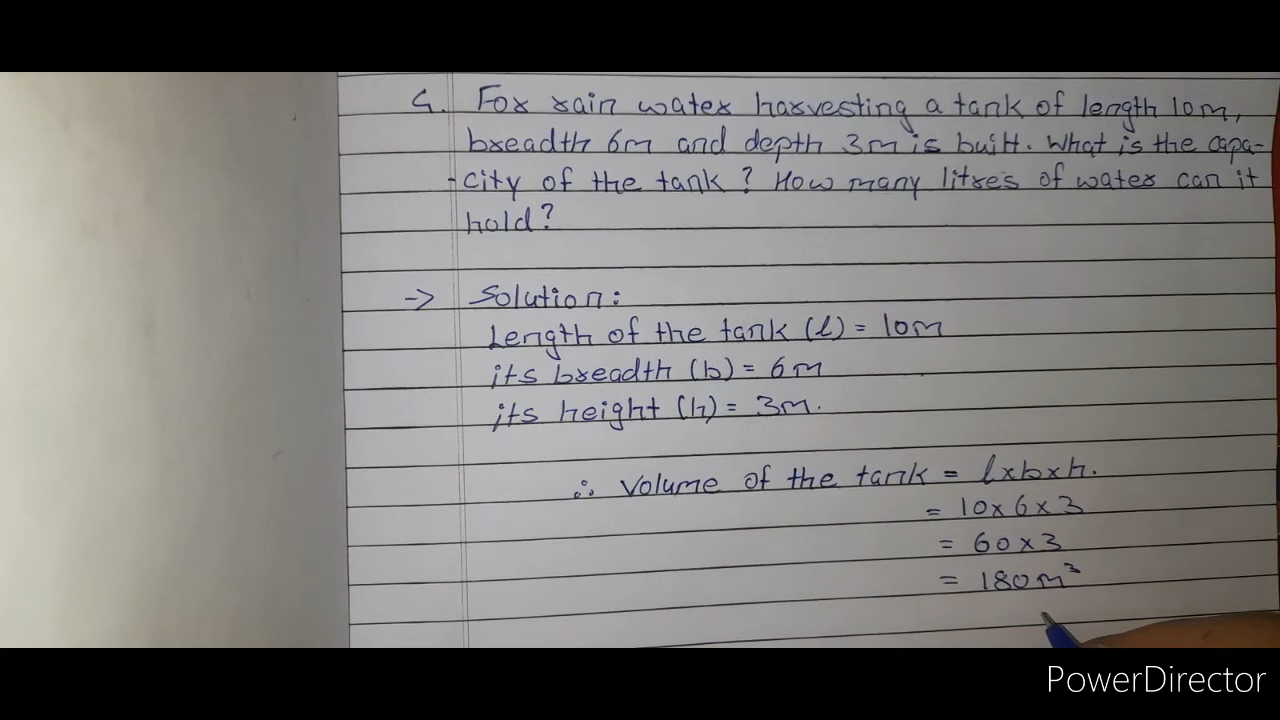 4. For rain water harvesting a tank of length 10m,
breadth 6m and depth 3m is built. What is the capa-
-city of the tank? How many litres of water can it
hold?
-> Solution:
Length of the tank (l) = 10m
its breadth (b) = 6m
its height (h) = 3m.
∴ Volume of the tank = l×b×h.
= 10×6×3
= 60×3
= 180m³
PowerDirector